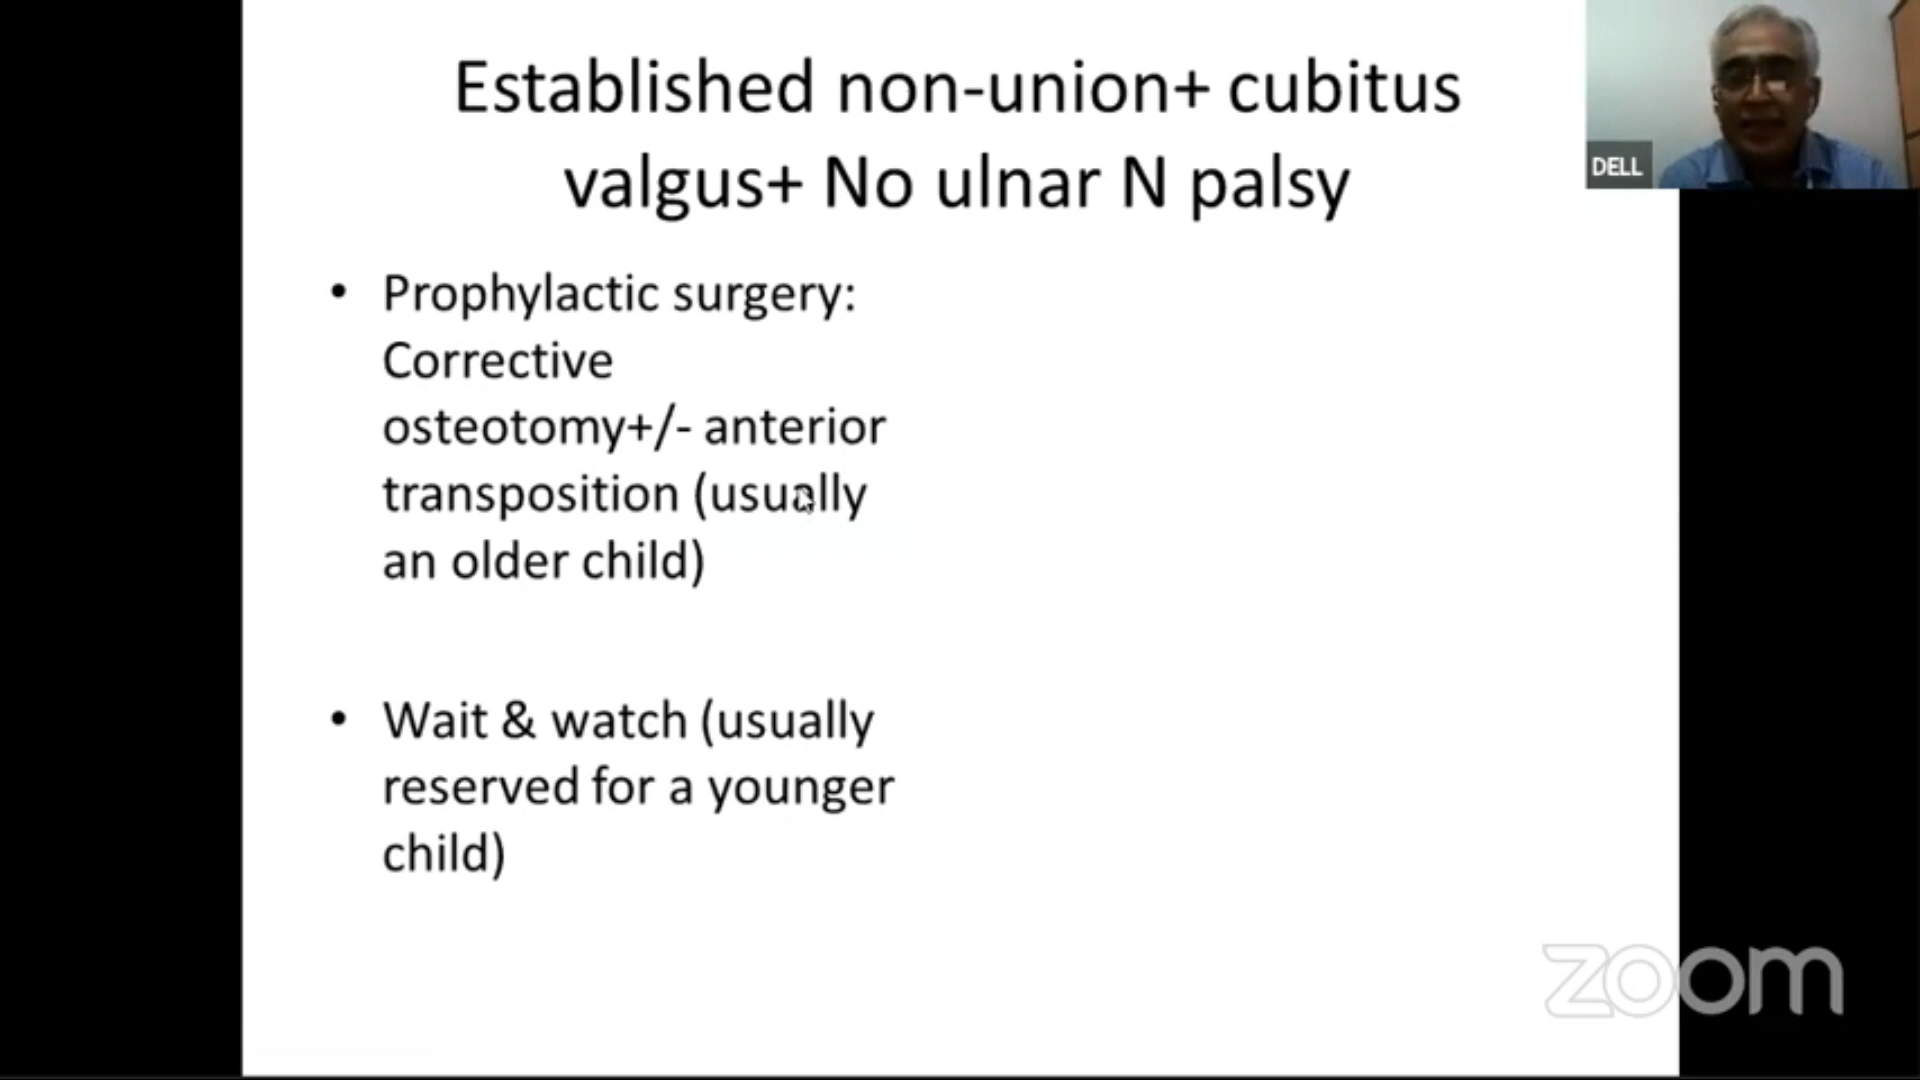 Established non-union+ cubitus
valgus+ No ulnar N palsy
DELL
• Prophylactic surgery:
Corrective
osteotomy+/- anterior
transposition (usually
an older child)
• Wait & watch (usually
reserved for a younger
child)
zoom